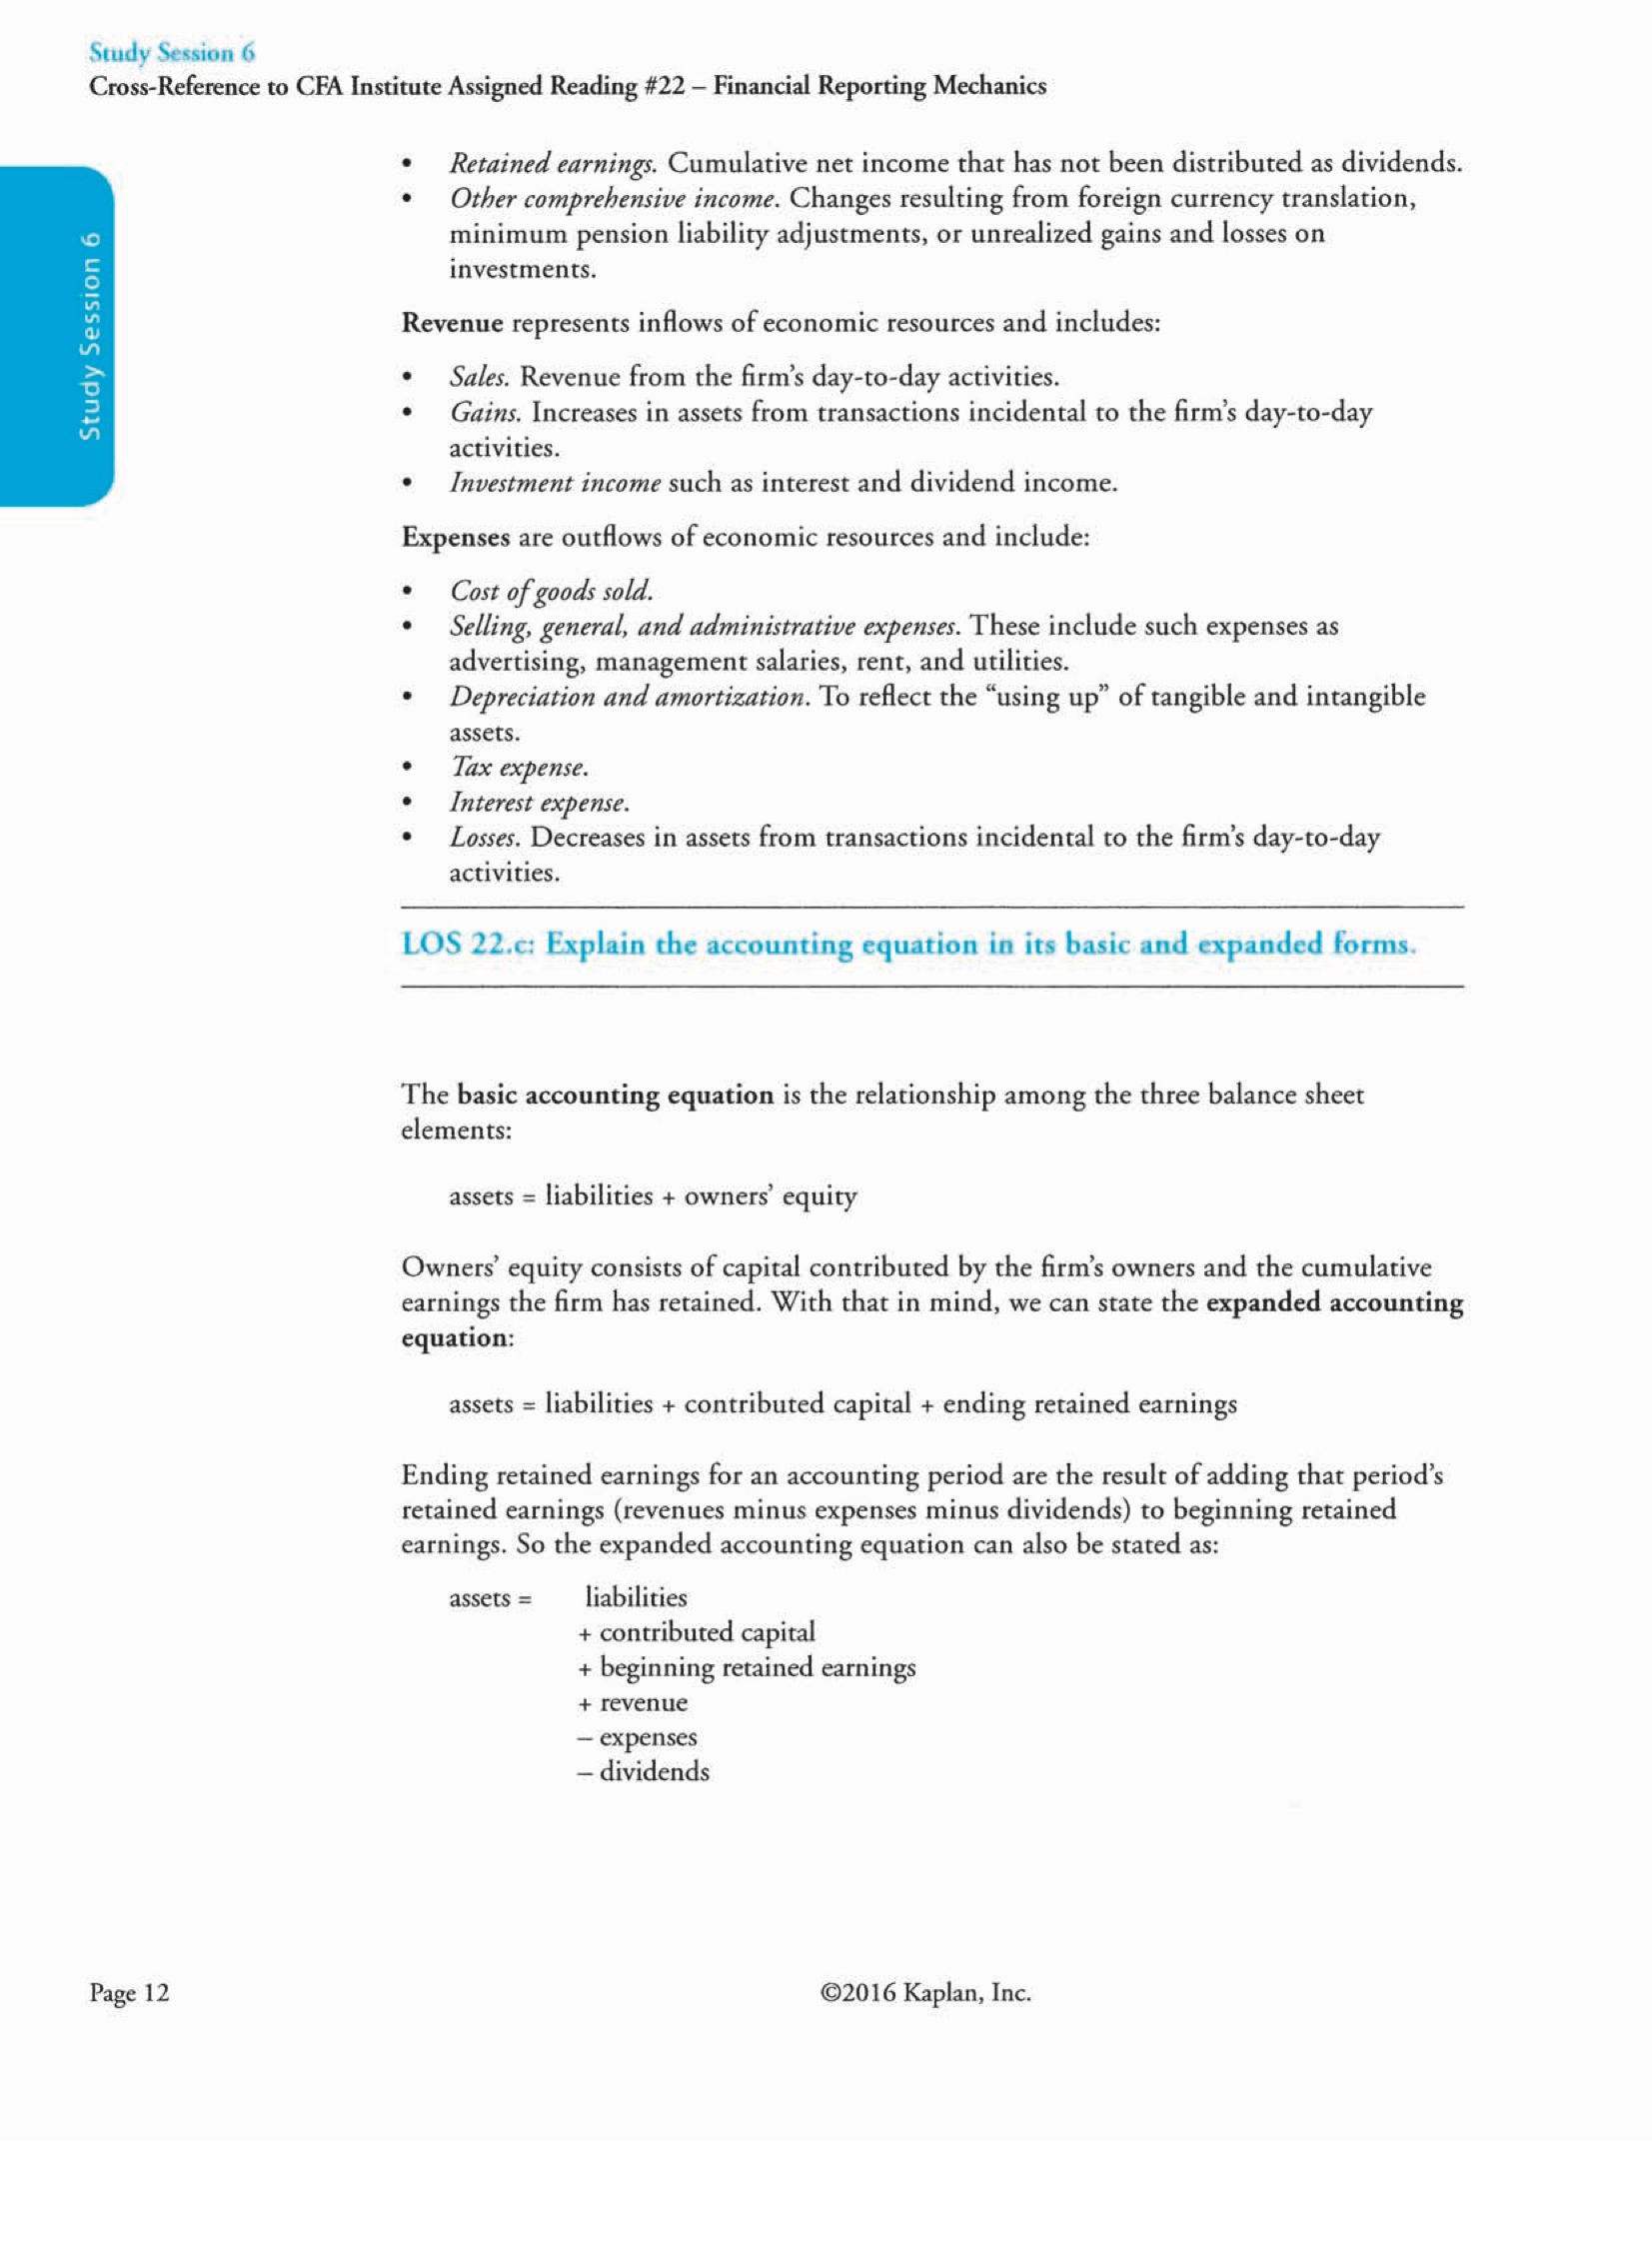 Study Session 6
Cross-Reference to CFA Institute Assigned Reading #22 – Financial Reporting Mechanics
Study Session 6
• Retained earnings. Cumulative net income that has not been distributed as dividends.
• Other comprehensive income. Changes resulting from foreign currency translation,
minimum pension liability adjustments, or unrealized gains and losses on
investments.
Revenue represents inflows of economic resources and includes:
• Sales. Revenue from the firm's day-to-day activities.
• Gains. Increases in assets from transactions incidental to the firm's day-to-day
activities.
• Investment income such as interest and dividend income.
Expenses are outflows of economic resources and include:
• Cost of goods sold.
• Selling, general, and administrative expenses. These include such expenses as
advertising, management salaries, rent, and utilities.
• Depreciation and amortization. To reflect the “using up” of tangible and intangible
assets.
• Tax expense.
• Interest expense.
• Losses. Decreases in assets from transactions incidental to the firm's day-to-day
activities.
LOS 22.c: Explain the accounting equation in its basic and expanded forms.
The basic accounting equation is the relationship among the three balance sheet
elements:
assets = liabilities + owners' equity
Owners' equity consists of capital contributed by the firm's owners and the cumulative
earnings the firm has retained. With that in mind, we can state the expanded accounting
equation:
assets = liabilities + contributed capital + ending retained earnings
Ending retained earnings for an accounting period are the result of adding that period's
retained earnings (revenues minus expenses minus dividends) to beginning retained
earnings. So the expanded accounting equation can also be stated as:
assets = liabilities
+ contributed capital
+ beginning retained earnings
+ revenue
– expenses
– dividends
Page 12
©2016 Kaplan, Inc.